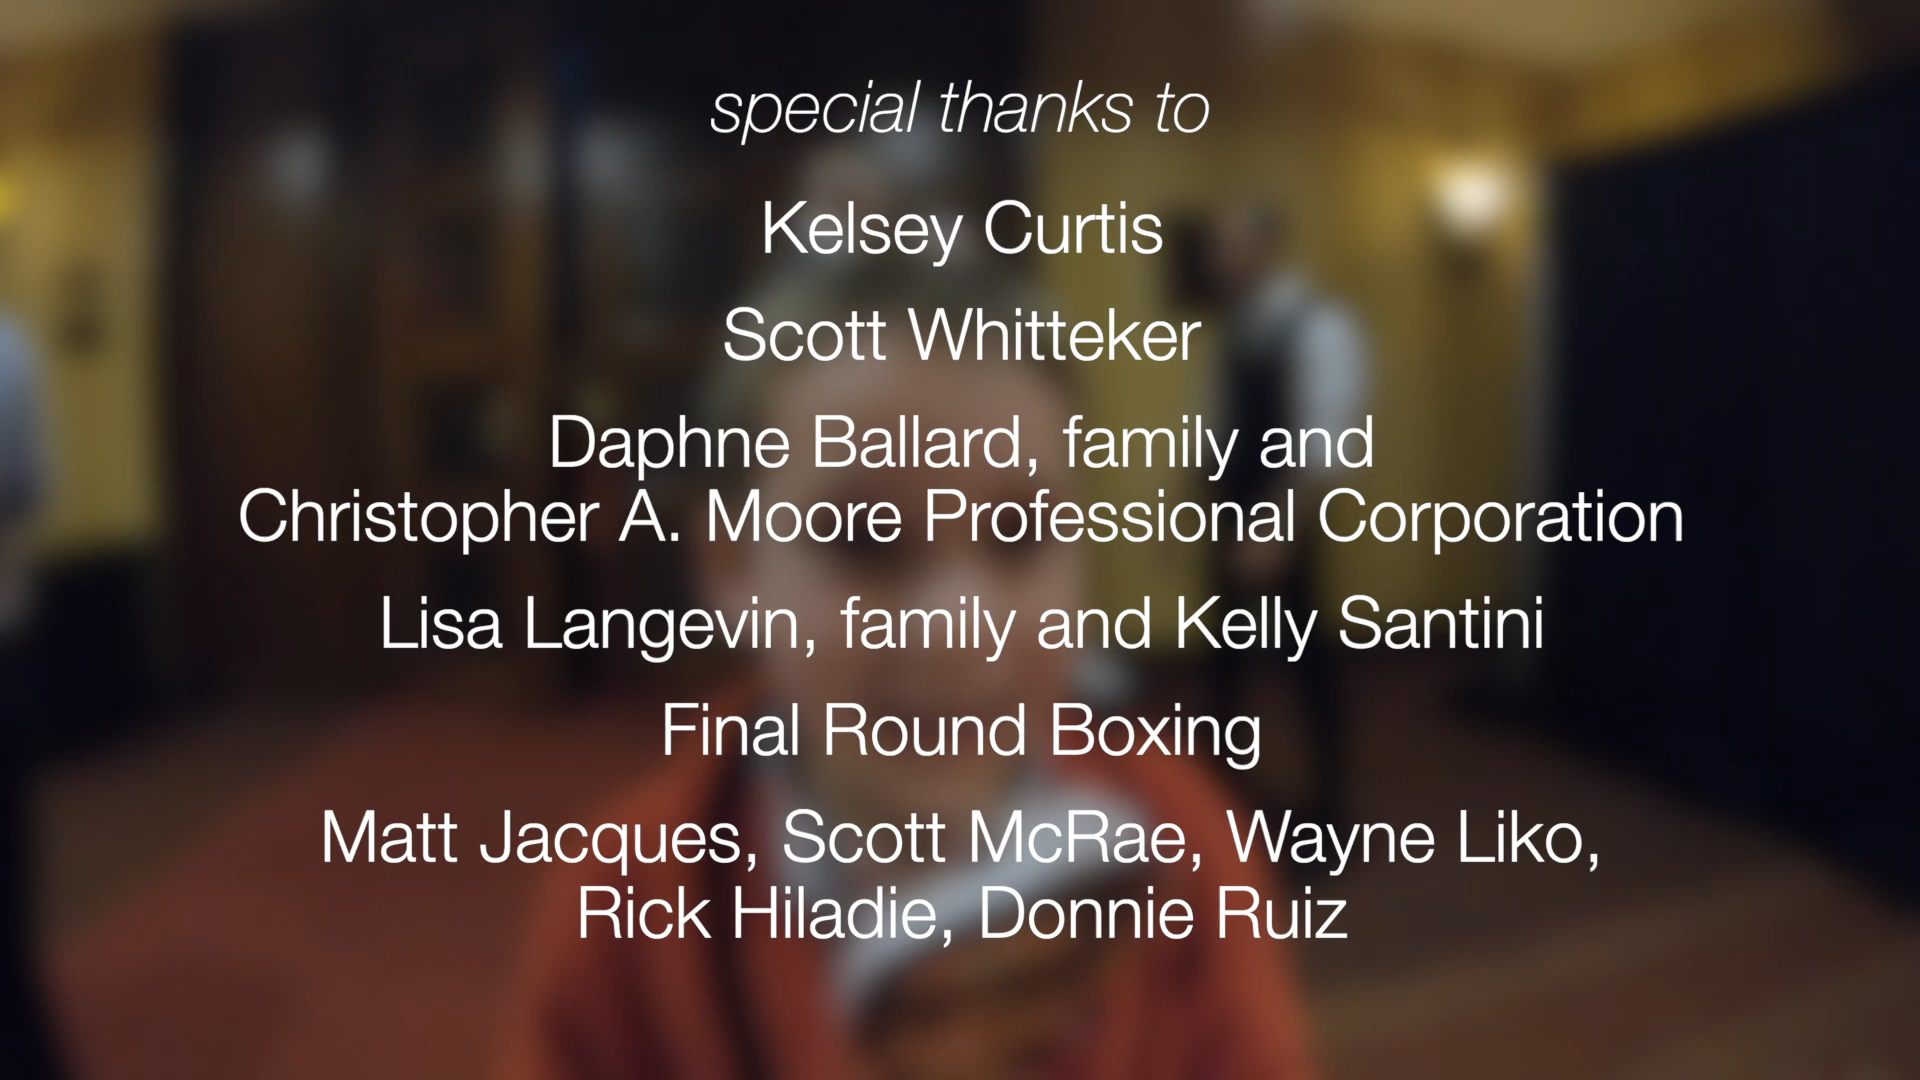 special thanks to
Kelsey Curtis
Scott Whitteker
Daphne Ballard, family and
Christopher A. Moore Professional Corporation
Lisa Langevin, family and Kelly Santini
Final Round Boxing
Matt Jacques, Scott McRae, Wayne Liko,
Rick Hiladie, Donnie Ruiz